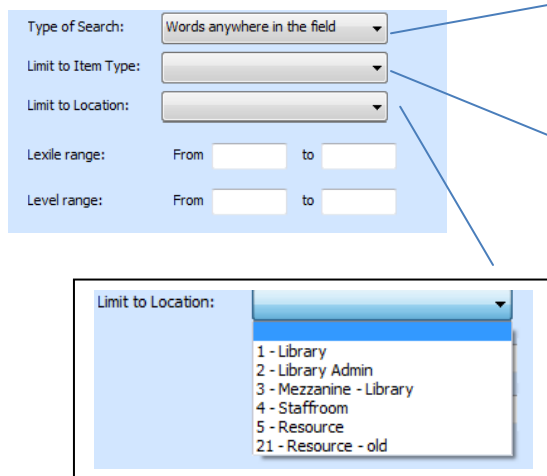 Type of Search: Words anywhere in the field
Limit to Item Type:
Limit to Location:
Lexile range: From to
Level range: From to
Limit to Location:
1 - Library
2 - Library Admin
3 - Mezzanine - Library
4 - Staffroom
5 - Resource
21 - Resource - old